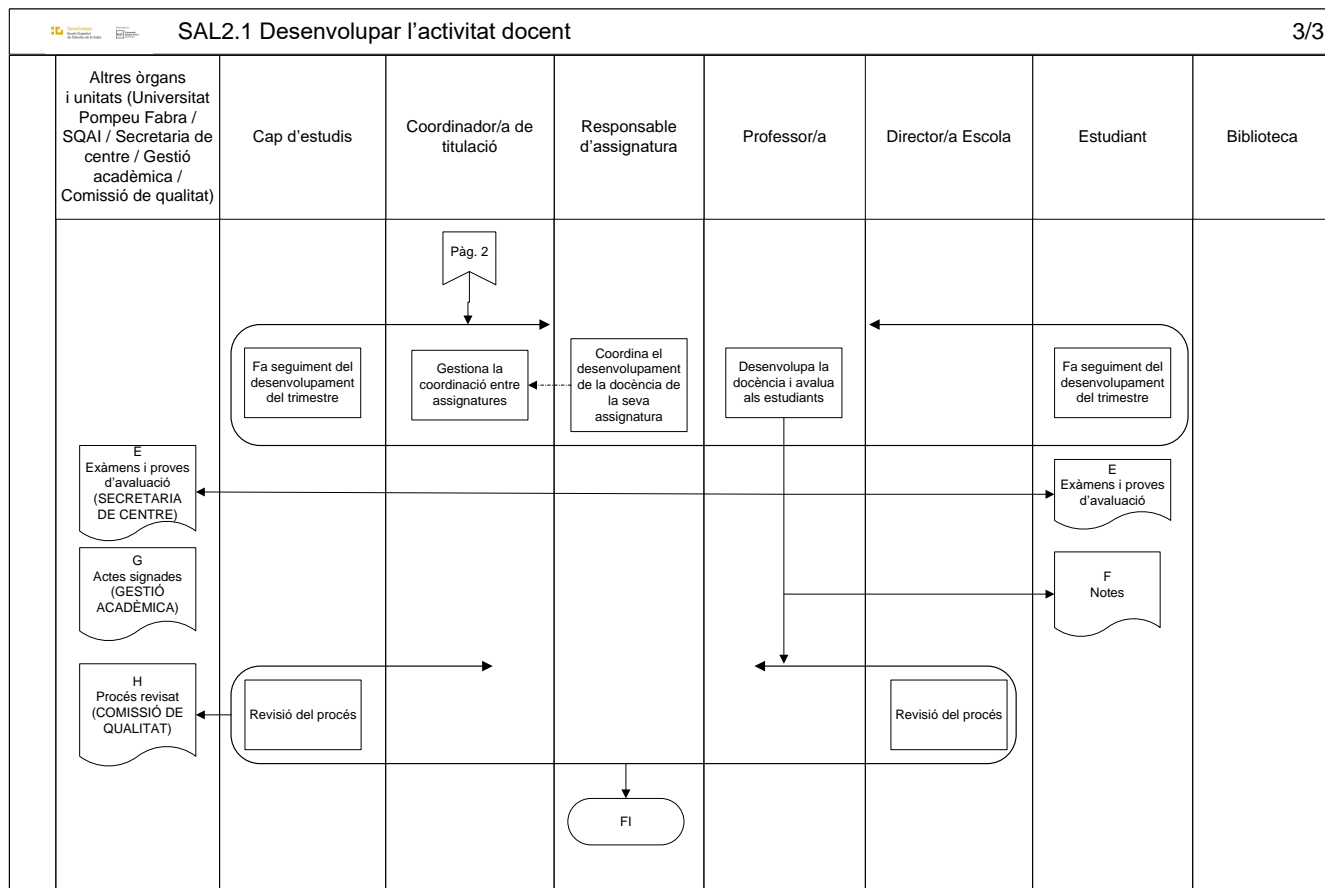 SAL2.1 Desenvolupar l’activitat docent
3/3
Altres òrgans
i unitats (Universitat
Pompeu Fabra /
SQAI / Secretaria de
centre / Gestió
acadèmica /
Comissió de qualitat)
Cap d’estudis
Coordinador/a de
titulació
Responsable
d’assignatura
Professor/a
Director/a Escola
Estudiant
Biblioteca
Pàg. 2
Fa seguiment del
desenvolupament
del trimestre
Gestiona la
coordinació entre
assignatures
Coordina el
desenvolupament
de la docència de
la seva
assignatura
Desenvolupa la
docència i avalua
als estudiants
Fa seguiment del
desenvolupament
del trimestre
E
Exàmens i proves
d’avaluació
(SECRETARIA
DE CENTRE)
E
Exàmens i proves
d’avaluació
G
Actes signades
(GESTIÓ
ACADÈMICA)
F
Notes
H
Procés revisat
(COMISSIÓ DE
QUALITAT)
Revisió del procés
Revisió del procés
FI